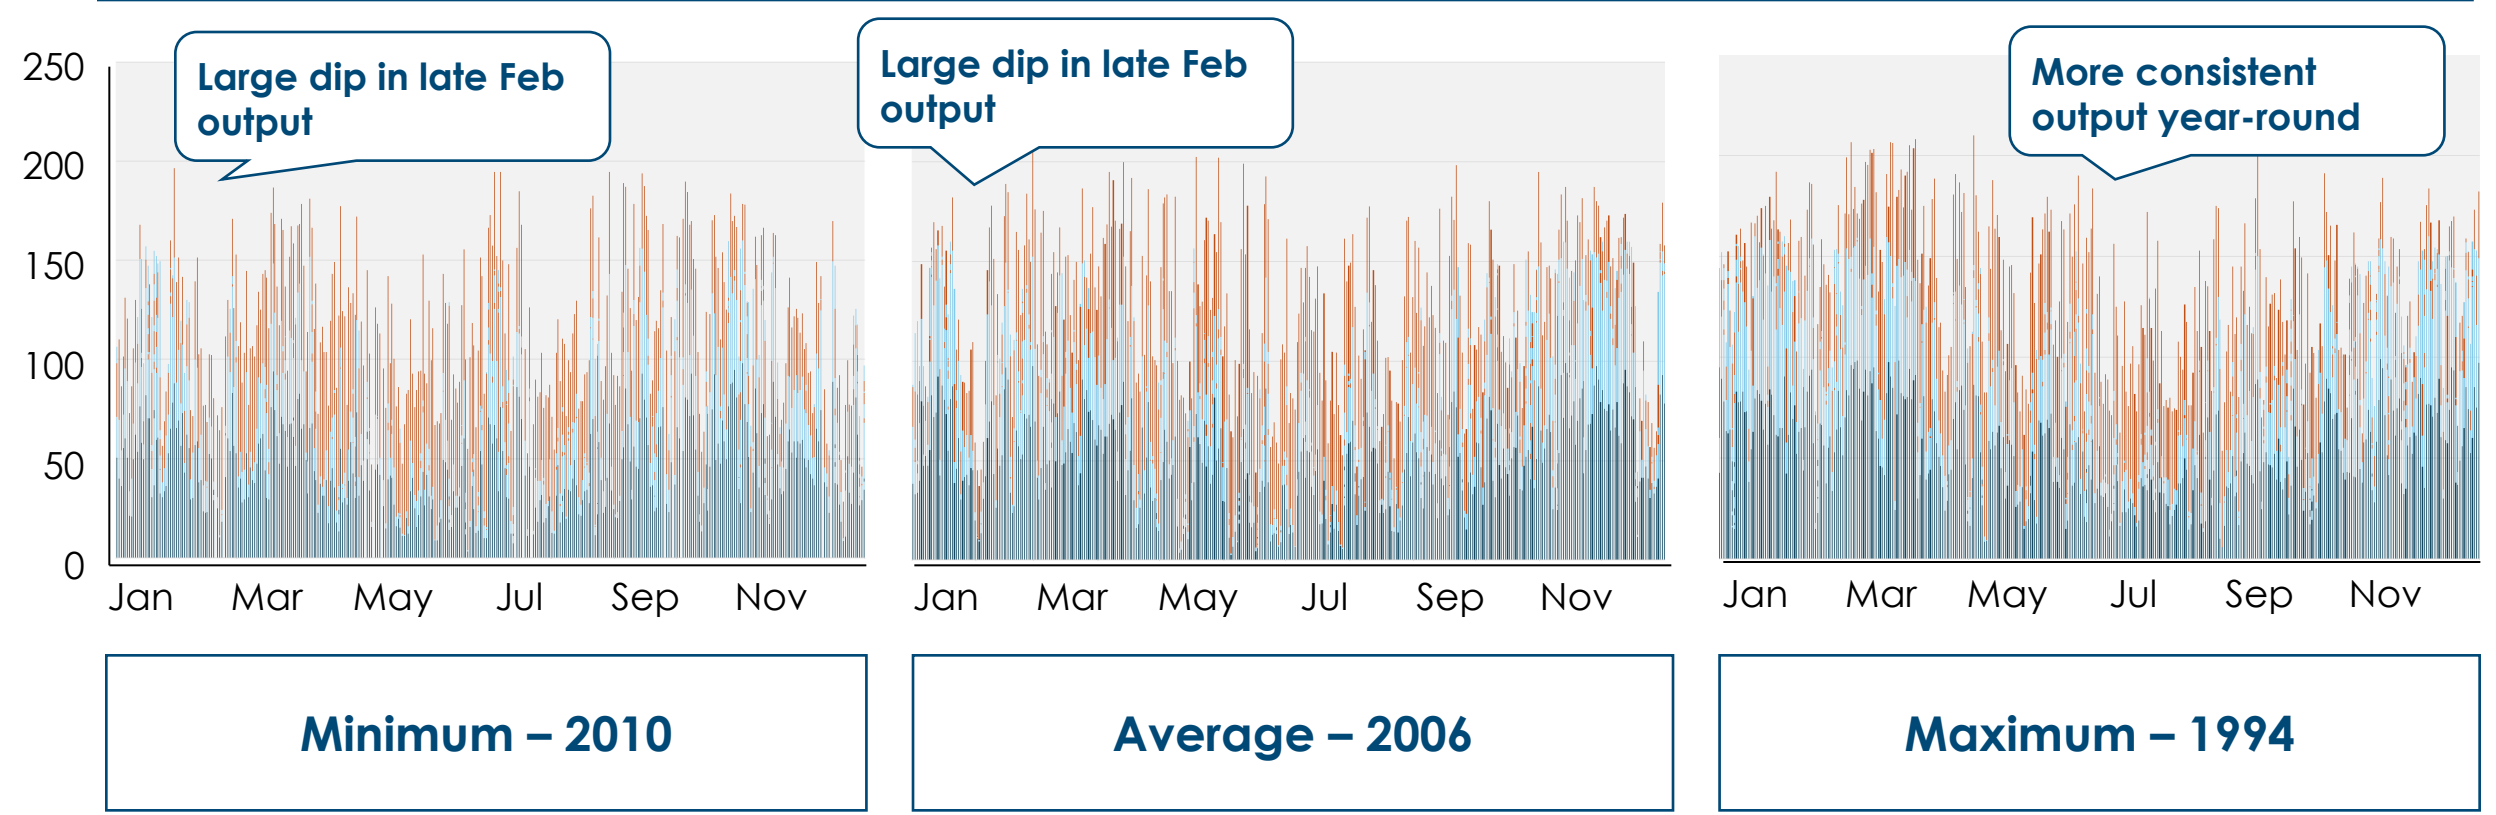 Large dip in late Feb
output
Large dip in late Feb
output
More consistent
output year-round
250
200
150
100
50
0
Jan Mar May Jul Sep Nov
Jan Mar May Jul Sep Nov
Jan Mar May Jul Sep Nov
Minimum – 2010
Average – 2006
Maximum – 1994